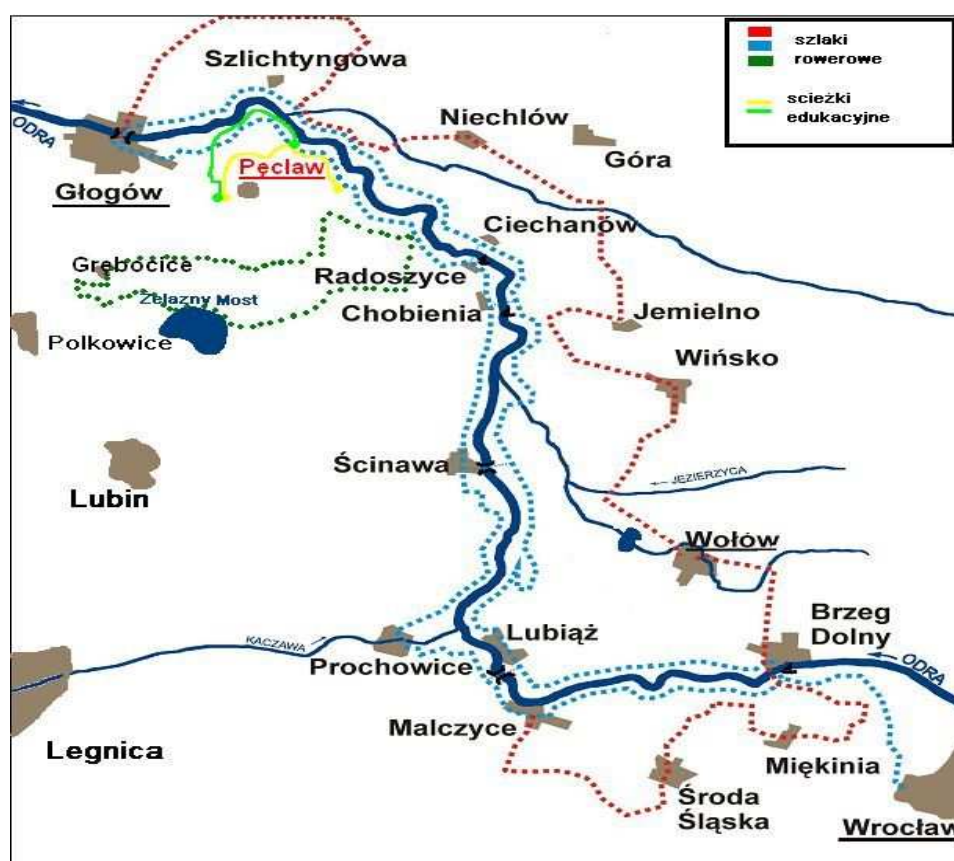 szlaki
rowerowe
scieżki
edukacyjne
Szlichtyngowa
Niechlów
Góra
ODRA
Głogów
Pęcław
Ciechanów
Grębocice
Radoszyce
Żelazny Most
Chobienia
Jemielno
Polkowice
Wińsko
Ścinawa
JEZIERZYCA
Lubin
Wołów
Brzeg
Dolny
KACZAWA
Lubiąż
Prochowice
ODRA
Malczyce
Legnica
Miękinia
Środa
Śląska
Wrocław